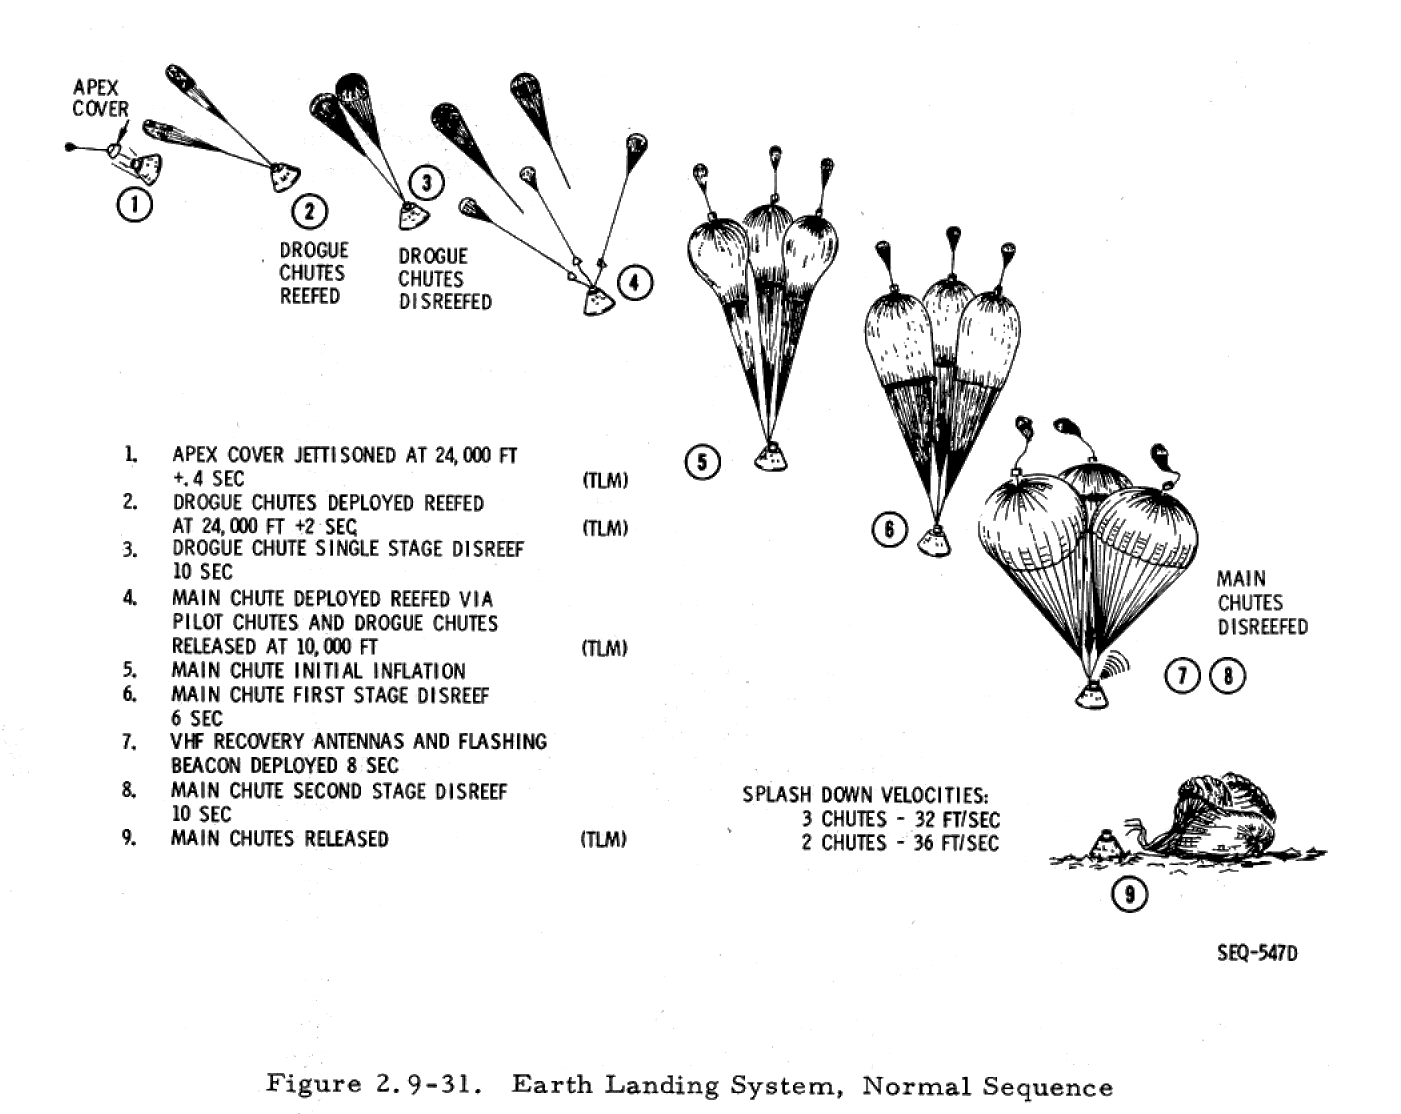 APEX
COVER
1
2
3
4
DROGUE
CHUTES
REEFED
DROGUE
CHUTES
DISREEFED
5
6
1. APEX COVER JETTISONED AT 24,000 FT
+.4 SEC (TLM)
2. DROGUE CHUTES DEPLOYED REEFED
AT 24,000 FT +2 SEC (TLM)
3. DROGUE CHUTE SINGLE STAGE DISREEF
10 SEC
4. MAIN CHUTE DEPLOYED REEFED VIA
PILOT CHUTES AND DROGUE CHUTES
RELEASED AT 10,000 FT (TLM)
5. MAIN CHUTE INITIAL INFLATION
6. MAIN CHUTE FIRST STAGE DISREEF
6 SEC
7. VHF RECOVERY ANTENNAS AND FLASHING
BEACON DEPLOYED 8 SEC
8. MAIN CHUTE SECOND STAGE DISREEF
10 SEC
9. MAIN CHUTES RELEASED (TLM)
MAIN
CHUTES
DISREEFED
7 8
SPLASH DOWN VELOCITIES:
3 CHUTES - 32 FT/SEC
2 CHUTES - 36 FT/SEC
9
SEQ-547D
Figure 2.9-31. Earth Landing System, Normal Sequence